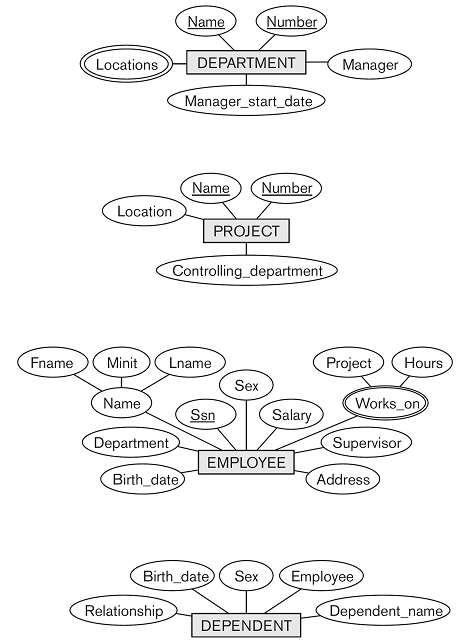 Name Number
Locations DEPARTMENT Manager
Manager_start_date
Name Number
Location
PROJECT
Controlling_department
Fname Minit Lname Project Hours
Sex
Name Works_on
Ssn Salary
Department Supervisor
EMPLOYEE
Birth_date Address
Birth_date Sex Employee
Relationship Dependent_name
DEPENDENT